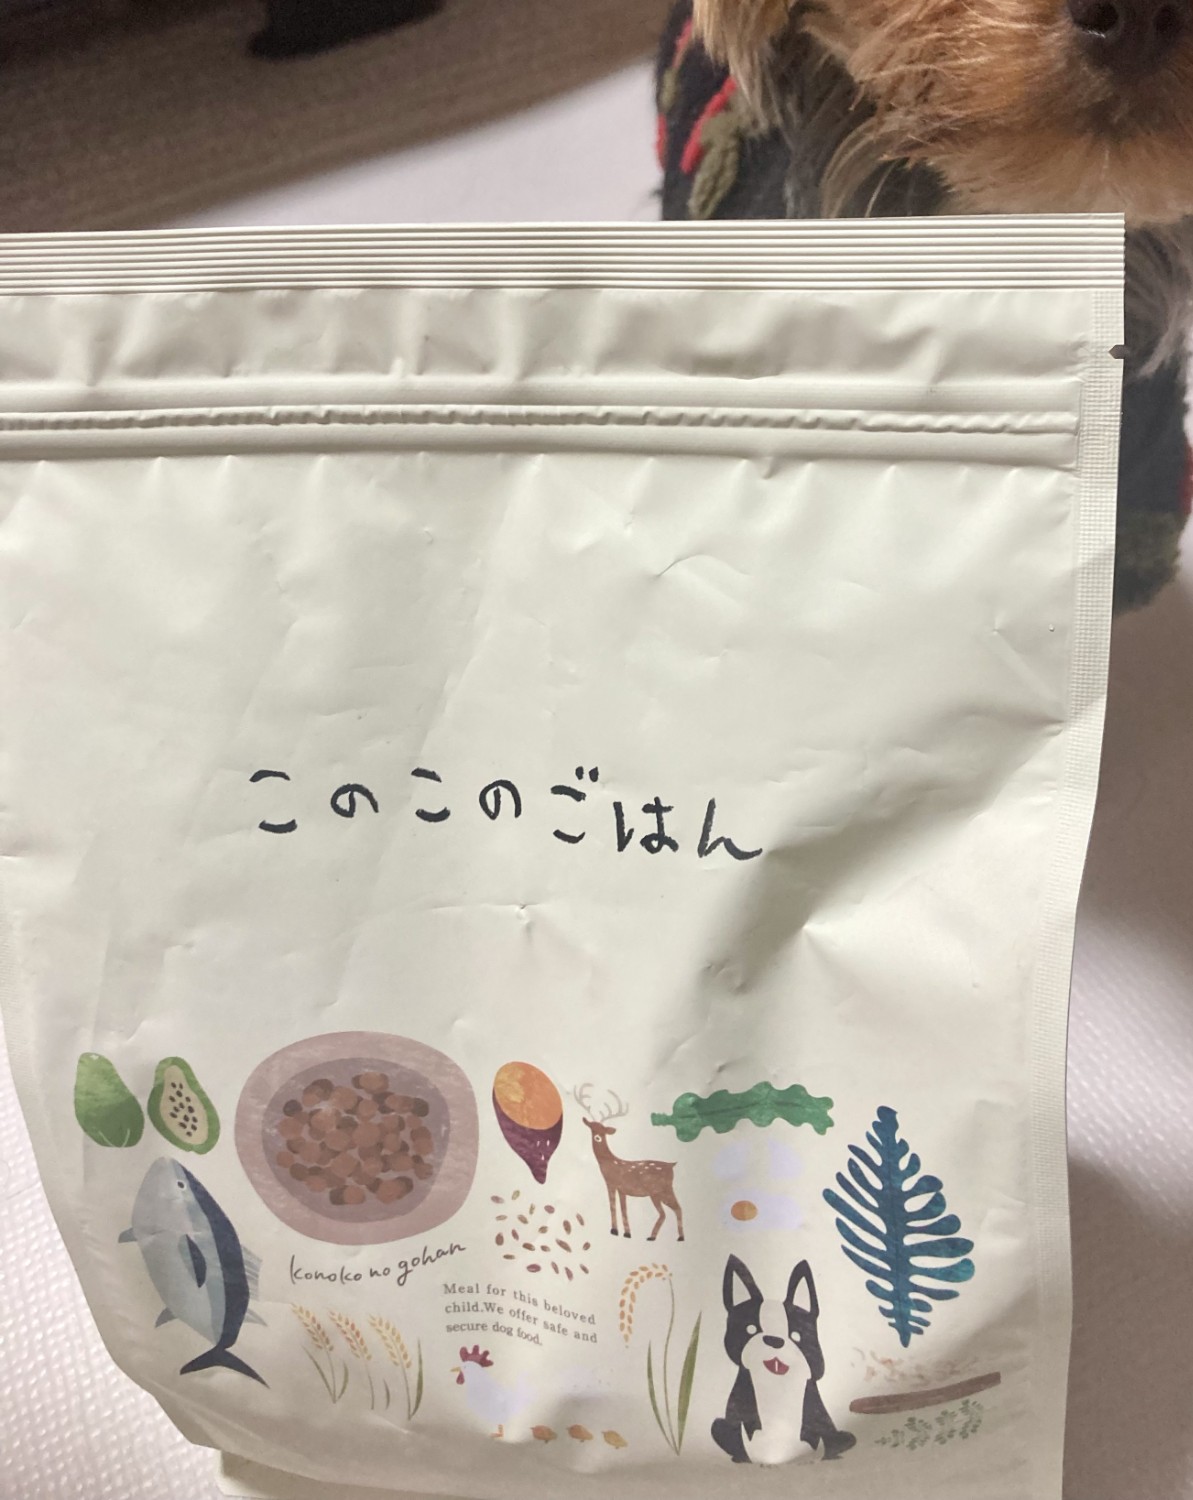 このこのごはん
konoko no gohan
Meal for this beloved
child.We offer safe and
secure dog food.